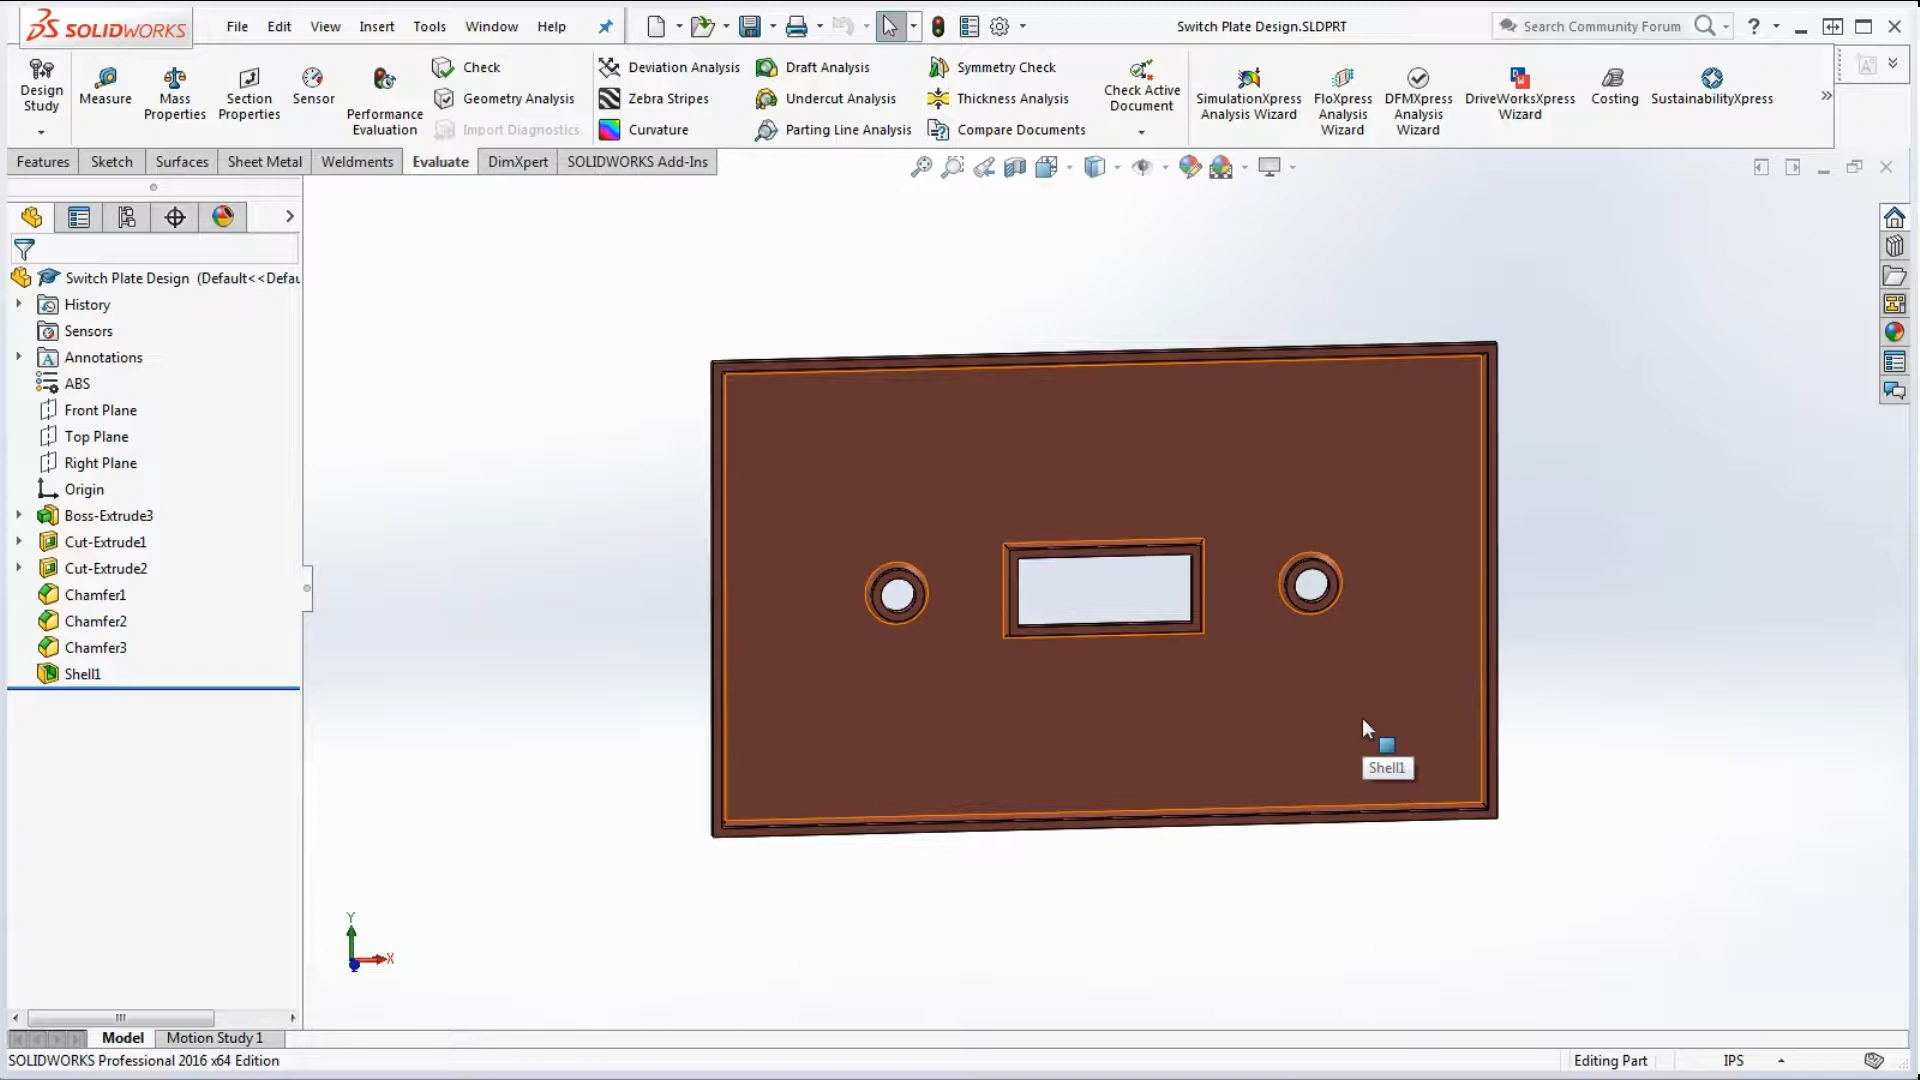 SOLIDWORKS
File Edit View Insert Tools Window Help
Switch Plate Design.SLDPRT
Search Community Forum
?
Design Study
Measure
Mass Properties
Section Properties
Sensor
Performance Evaluation
Check
Geometry Analysis
Import Diagnostics
Deviation Analysis
Zebra Stripes
Curvature
Draft Analysis
Undercut Analysis
Parting Line Analysis
Symmetry Check
Thickness Analysis
Compare Documents
Check Active Document
SimulationXpress Analysis Wizard
FloXpress Analysis Wizard
DFMXpress Analysis Wizard
DriveWorksXpress Wizard
Costing
SustainabilityXpress
Features Sketch Surfaces Sheet Metal Weldments Evaluate DimXpert SOLIDWORKS Add-Ins
Switch Plate Design (Default<<Defau
History
Sensors
Annotations
ABS
Front Plane
Top Plane
Right Plane
Origin
Boss-Extrude3
Cut-Extrude1
Cut-Extrude2
Chamfer1
Chamfer2
Chamfer3
Shell1
Shell1
Y
X
Model Motion Study 1
SOLIDWORKS Professional 2016 x64 Edition
Editing Part
IPS